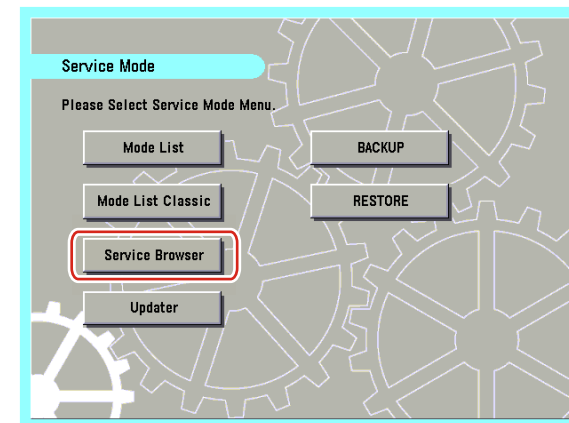 Service Mode
Please Select Service Mode Menu.
Mode List
BACKUP
Mode List Classic
RESTORE
Service Browser
Updater